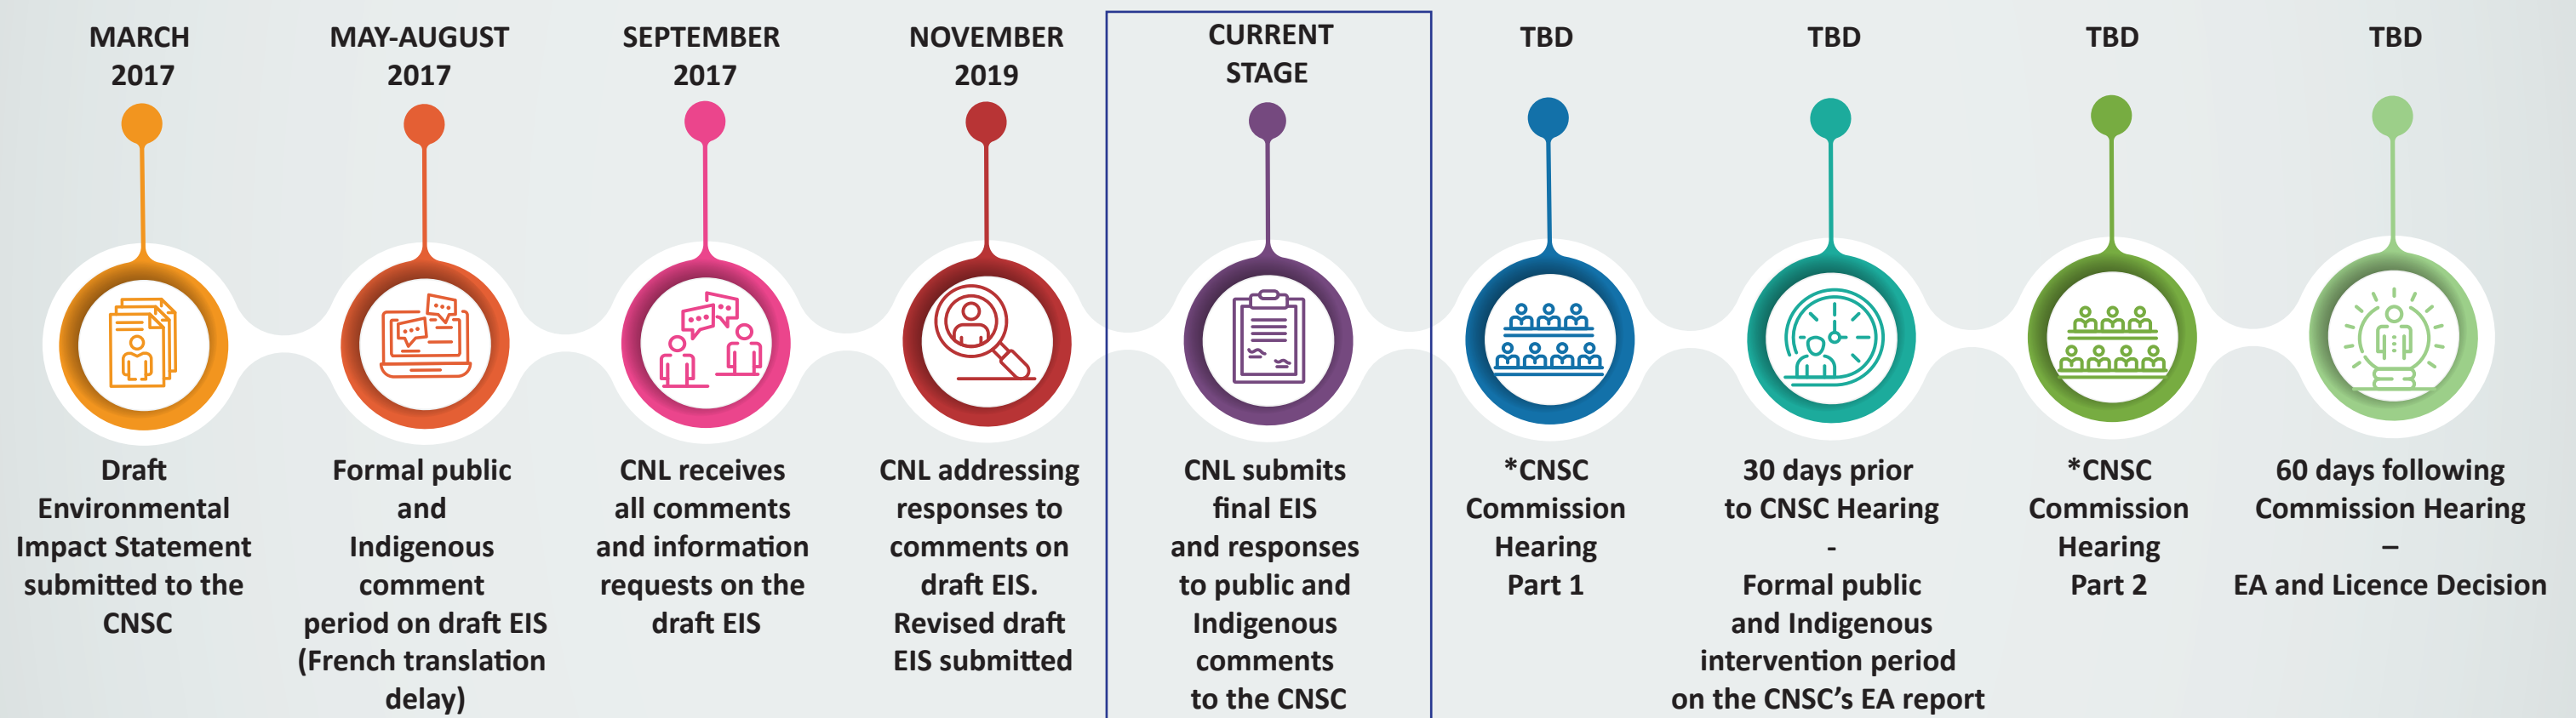 MARCH
2017
Draft
Environmental
Impact Statement
submitted to the
CNSC
MAY-AUGUST
2017
Formal public
and
Indigenous
comment
period on draft EIS
(French translation
delay)
SEPTEMBER
2017
CNL receives
all comments
and information
requests on the
draft EIS
NOVEMBER
2019
CNL addressing
responses to
comments on
draft EIS.
Revised draft
EIS submitted
CURRENT
STAGE
CNL submits
final EIS
and responses
to public and
Indigenous
comments
to the CNSC
TBD
*CNSC
Commission
Hearing
Part 1
TBD
30 days prior
to CNSC Hearing
-
Formal public
and Indigenous
intervention period
on the CNSC’s EA report
TBD
*CNSC
Commission
Hearing
Part 2
TBD
60 days following
Commission Hearing
–
EA and Licence Decision